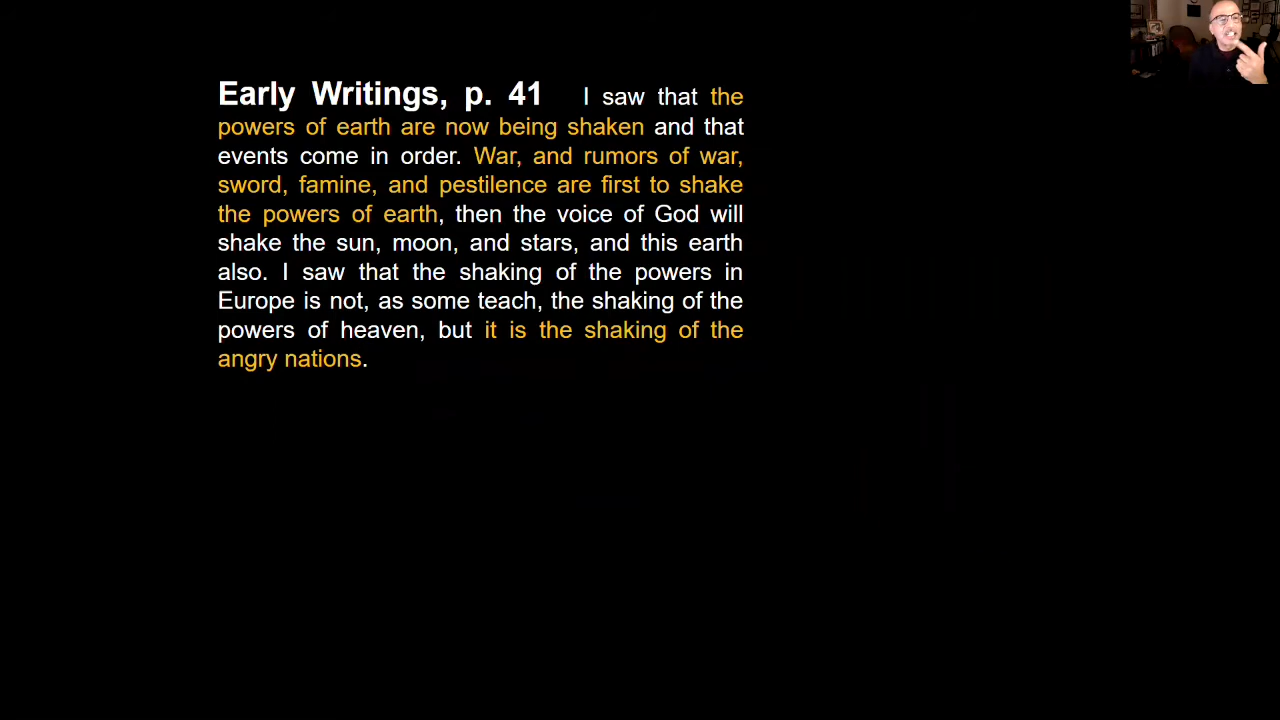 Early Writings, p. 41 I saw that the
powers of earth are now being shaken and that
events come in order. War, and rumors of war,
sword, famine, and pestilence are first to shake
the powers of earth, then the voice of God will
shake the sun, moon, and stars, and this earth
also. I saw that the shaking of the powers in
Europe is not, as some teach, the shaking of the
powers of heaven, but it is the shaking of the
angry nations.